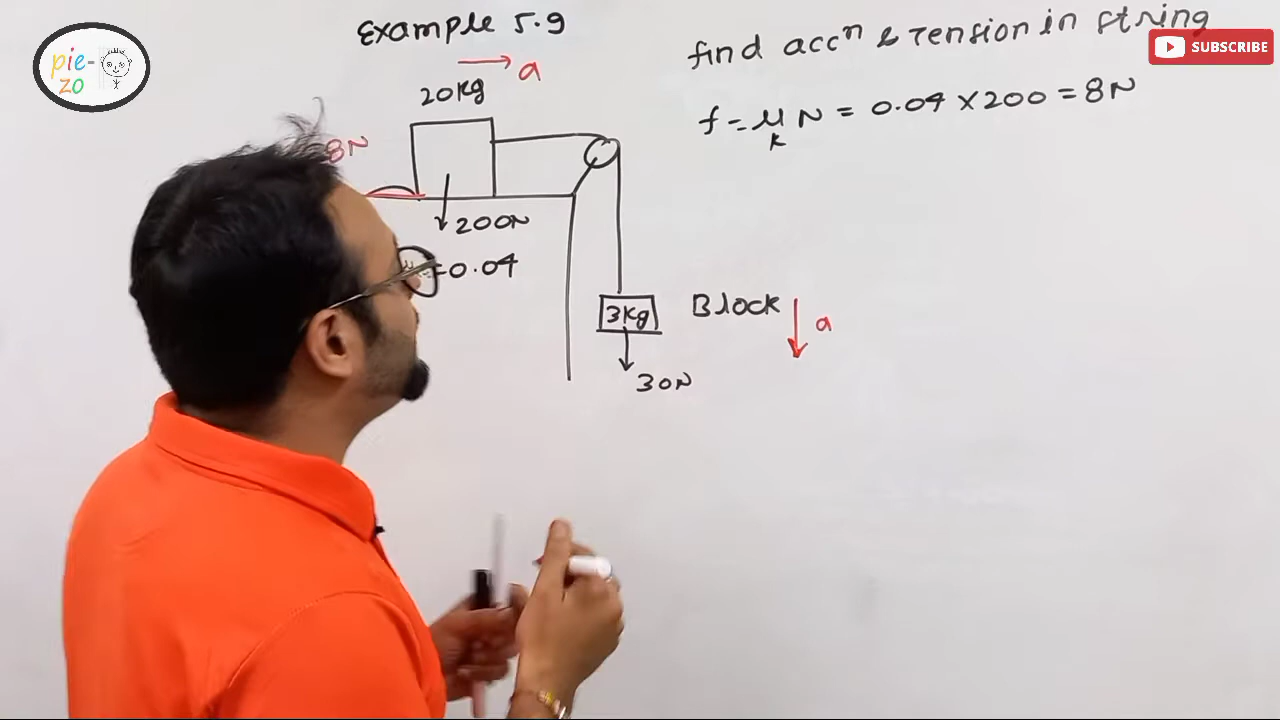 pie-
zo
Example 5.9
find accⁿ & Tension in string
SUBSCRIBE
a
20kg
f = μₖ N = 0.04 × 200 = 8N
8N
200N
=0.04
3kg
Block
a
30N